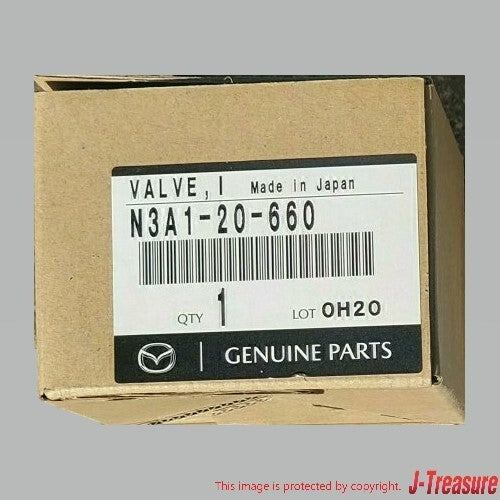 VALVE, I Made in Japan
N3A1-20-660
QTY 1 LOT 0H20
GENUINE PARTS
This image is protected by copyright. J-Treasure